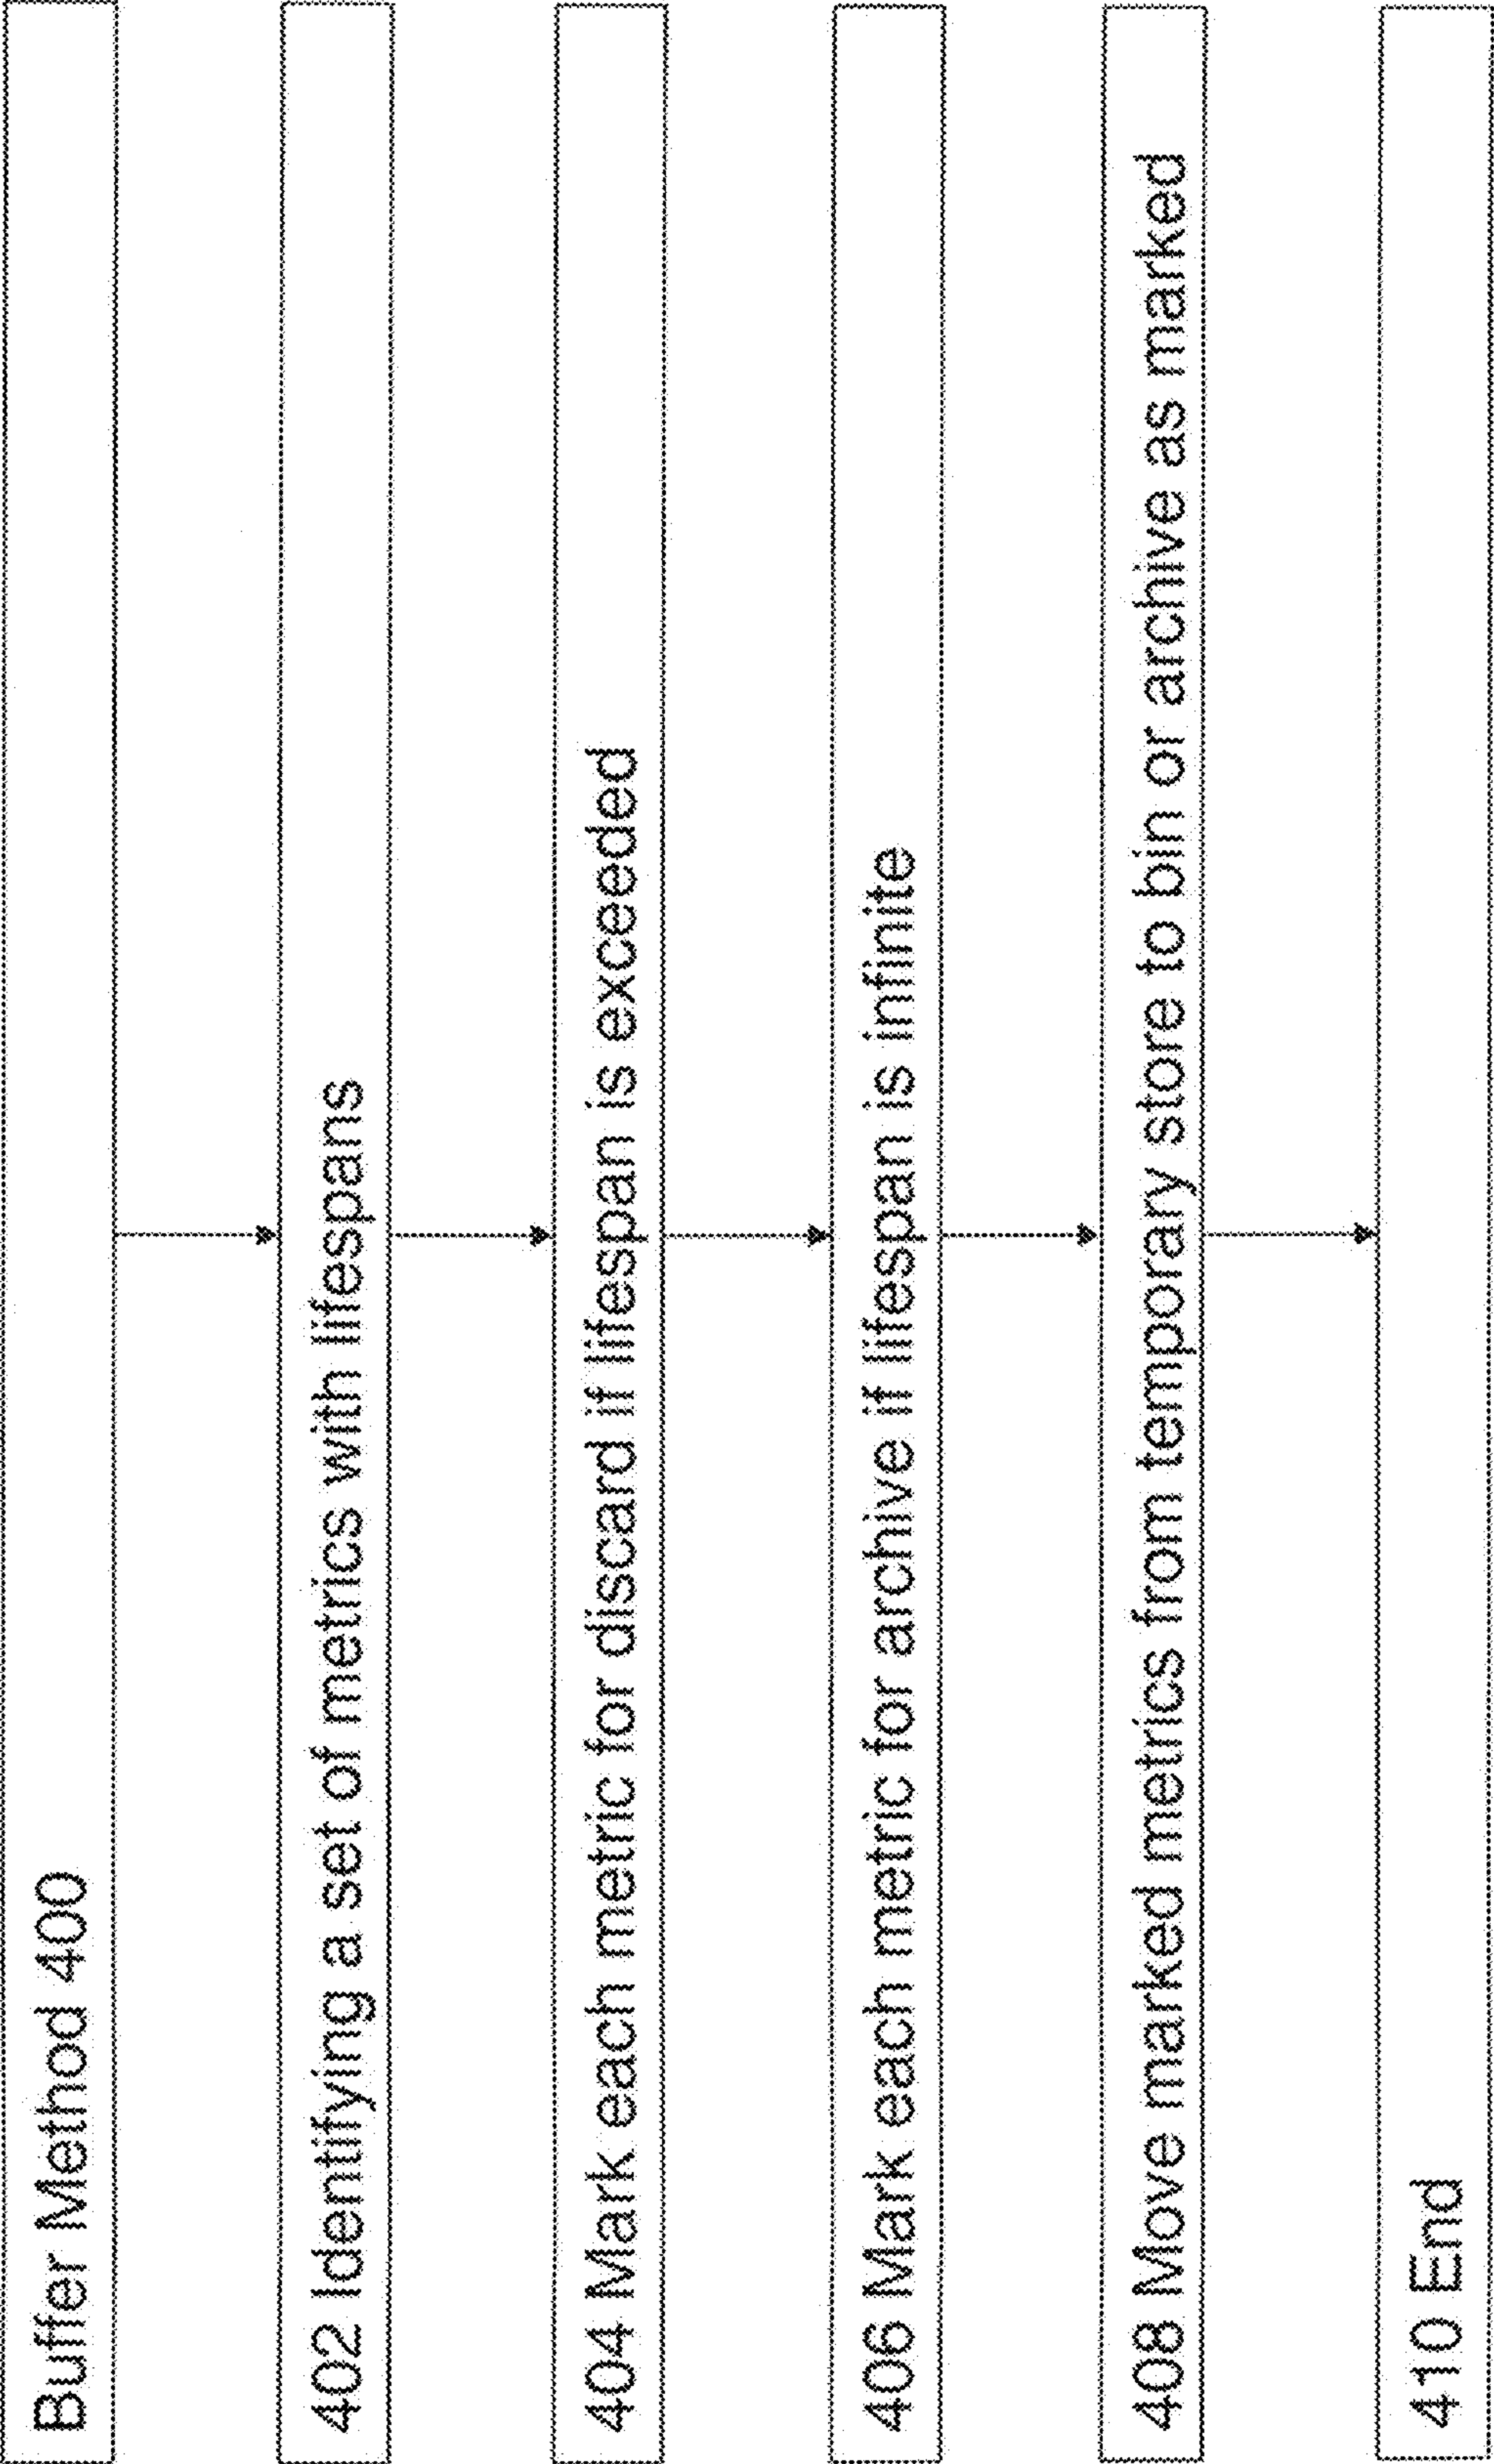 Buffer Method 400
402 Identifying a set of metrics with lifespans
404 Mark each metric for discard if lifespan is exceeded
406 Mark each metric for archive if lifespan is infinite
408 Move marked metrics from temporary store to bin or archive as marked
410 End